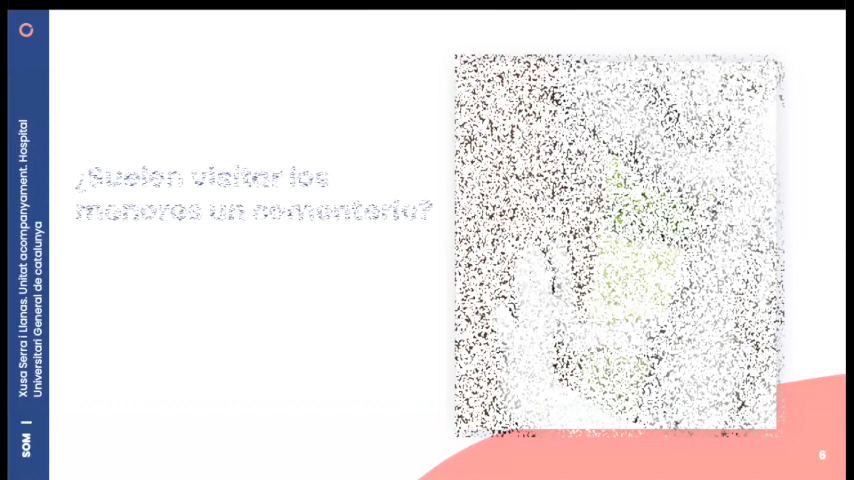 ¿Suelen visitar los
menores un cementerio?
Xusa Serra i Llanas. Unitat acompanyament. Hospital
Universitari General de catalunya
SOM |
6